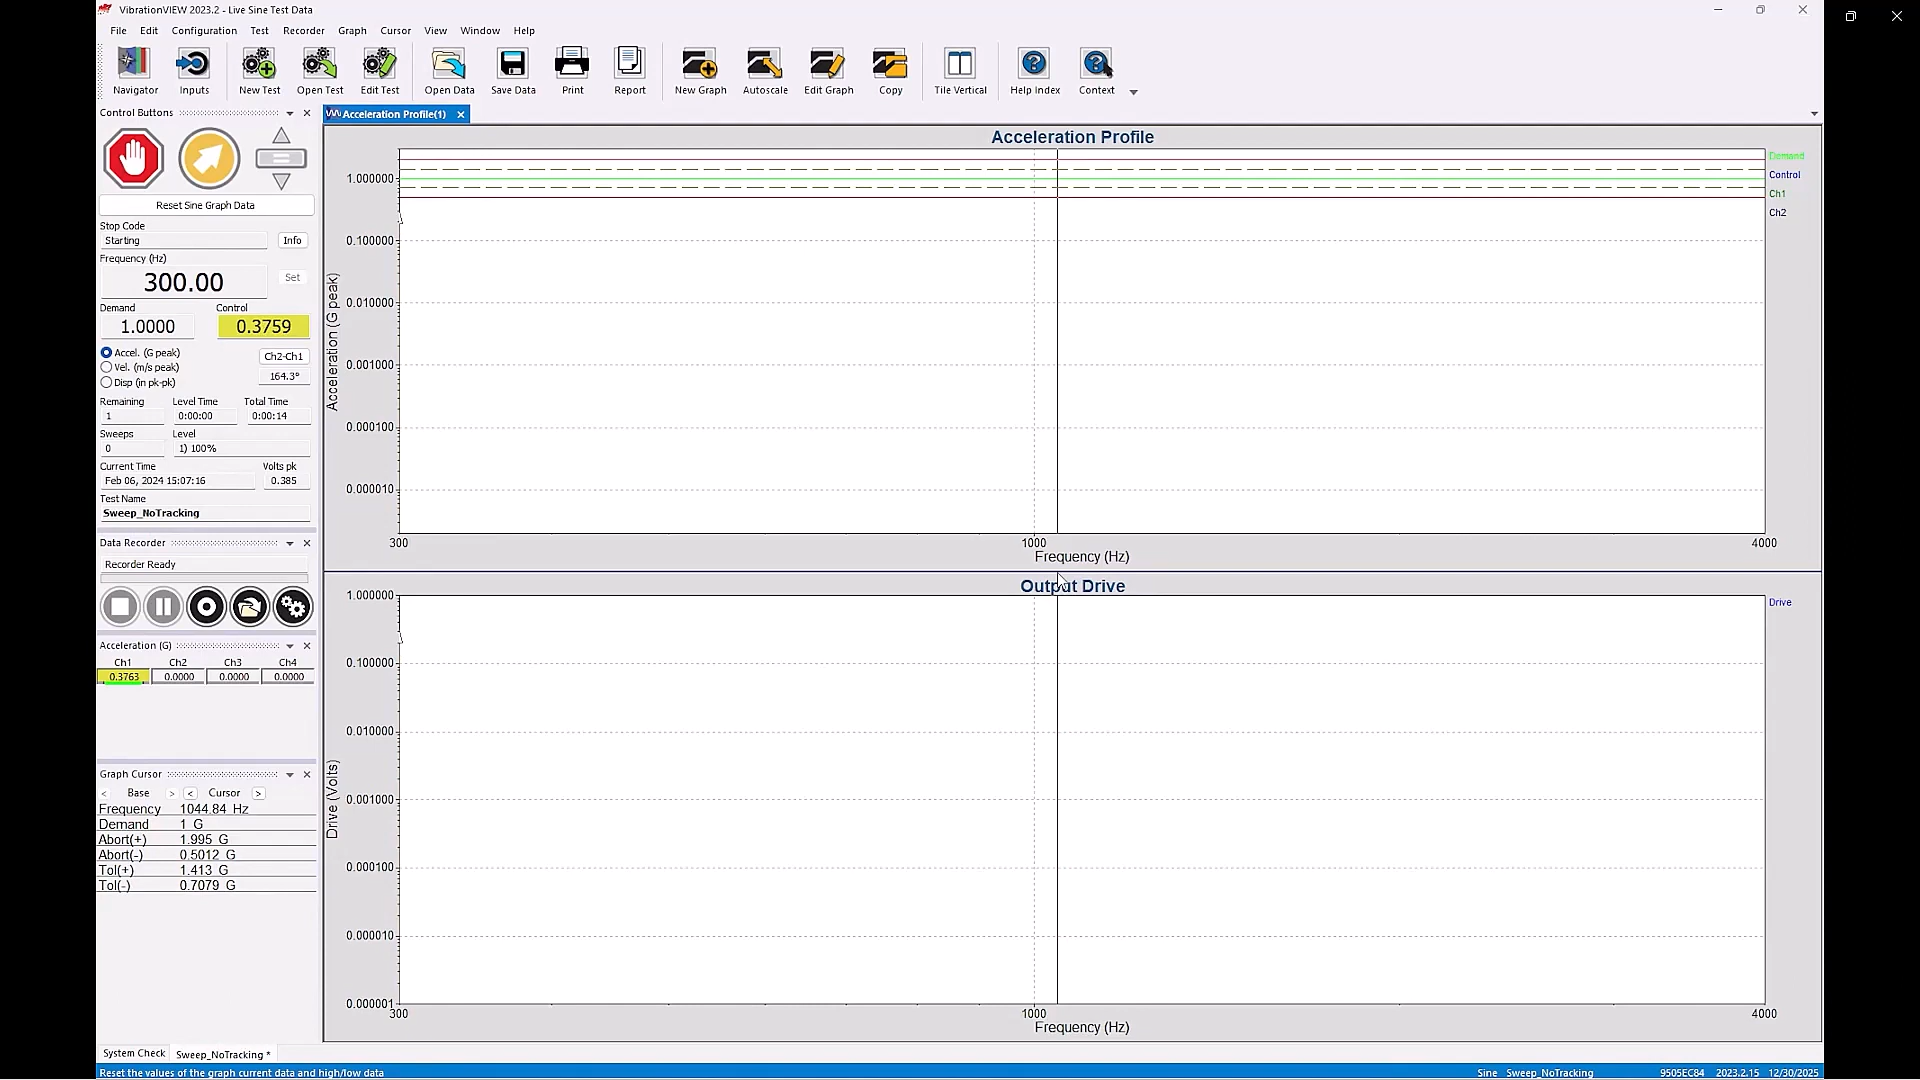 VibrationVIEW 2023.2 - Live Sine Test Data
File Edit Configuration Test Recorder Graph Cursor View Window Help
Navigator Inputs New Test Open Test Edit Test Open Data Save Data Print Report New Graph Autoscale Edit Graph Copy Tile Vertical Help Index Context
Control Buttons
Reset Sine Graph Data
Stop Code
Starting Info
Frequency (Hz)
300.00 Set
Demand Control
1.0000 0.3759
Accel. (G peak) Ch2-Ch1
Vel. (m/s peak)
164.3°
Disp (in pk-pk)
Remaining Level Time Total Time
1 0:00:00 0:00:14
Sweeps Level
0 1) 100%
Current Time Volts pk
Feb 06, 2024 15:07:16 0.385
Test Name
Sweep_NoTracking
Data Recorder
Recorder Ready
Acceleration (G)
Ch1 Ch2 Ch3 Ch4
0.3763 0.0000 0.0000 0.0000
Graph Cursor
< Base > < Cursor >
Frequency 1044.84 Hz
Demand 1 G
Abort(+) 1.995 G
Abort(-) 0.5012 G
Tol(+) 1.413 G
Tol(-) 0.7079 G
Acceleration Profile(1)
Acceleration Profile
Demand
Control
Ch1
Ch2
Acceleration (G peak)
1.000000
0.100000
0.010000
0.001000
0.000100
0.000010
300 1000 4000
Frequency (Hz)
Output Drive
Drive
Drive (Volts)
1.000000
0.100000
0.010000
0.001000
0.000100
0.000010
0.000001
300 1000 4000
Frequency (Hz)
System Check Sweep_NoTracking *
Reset the values of the graph current data and high/low data
Sine Sweep_NoTracking 9505EC84 2023.2.15 12/30/2025